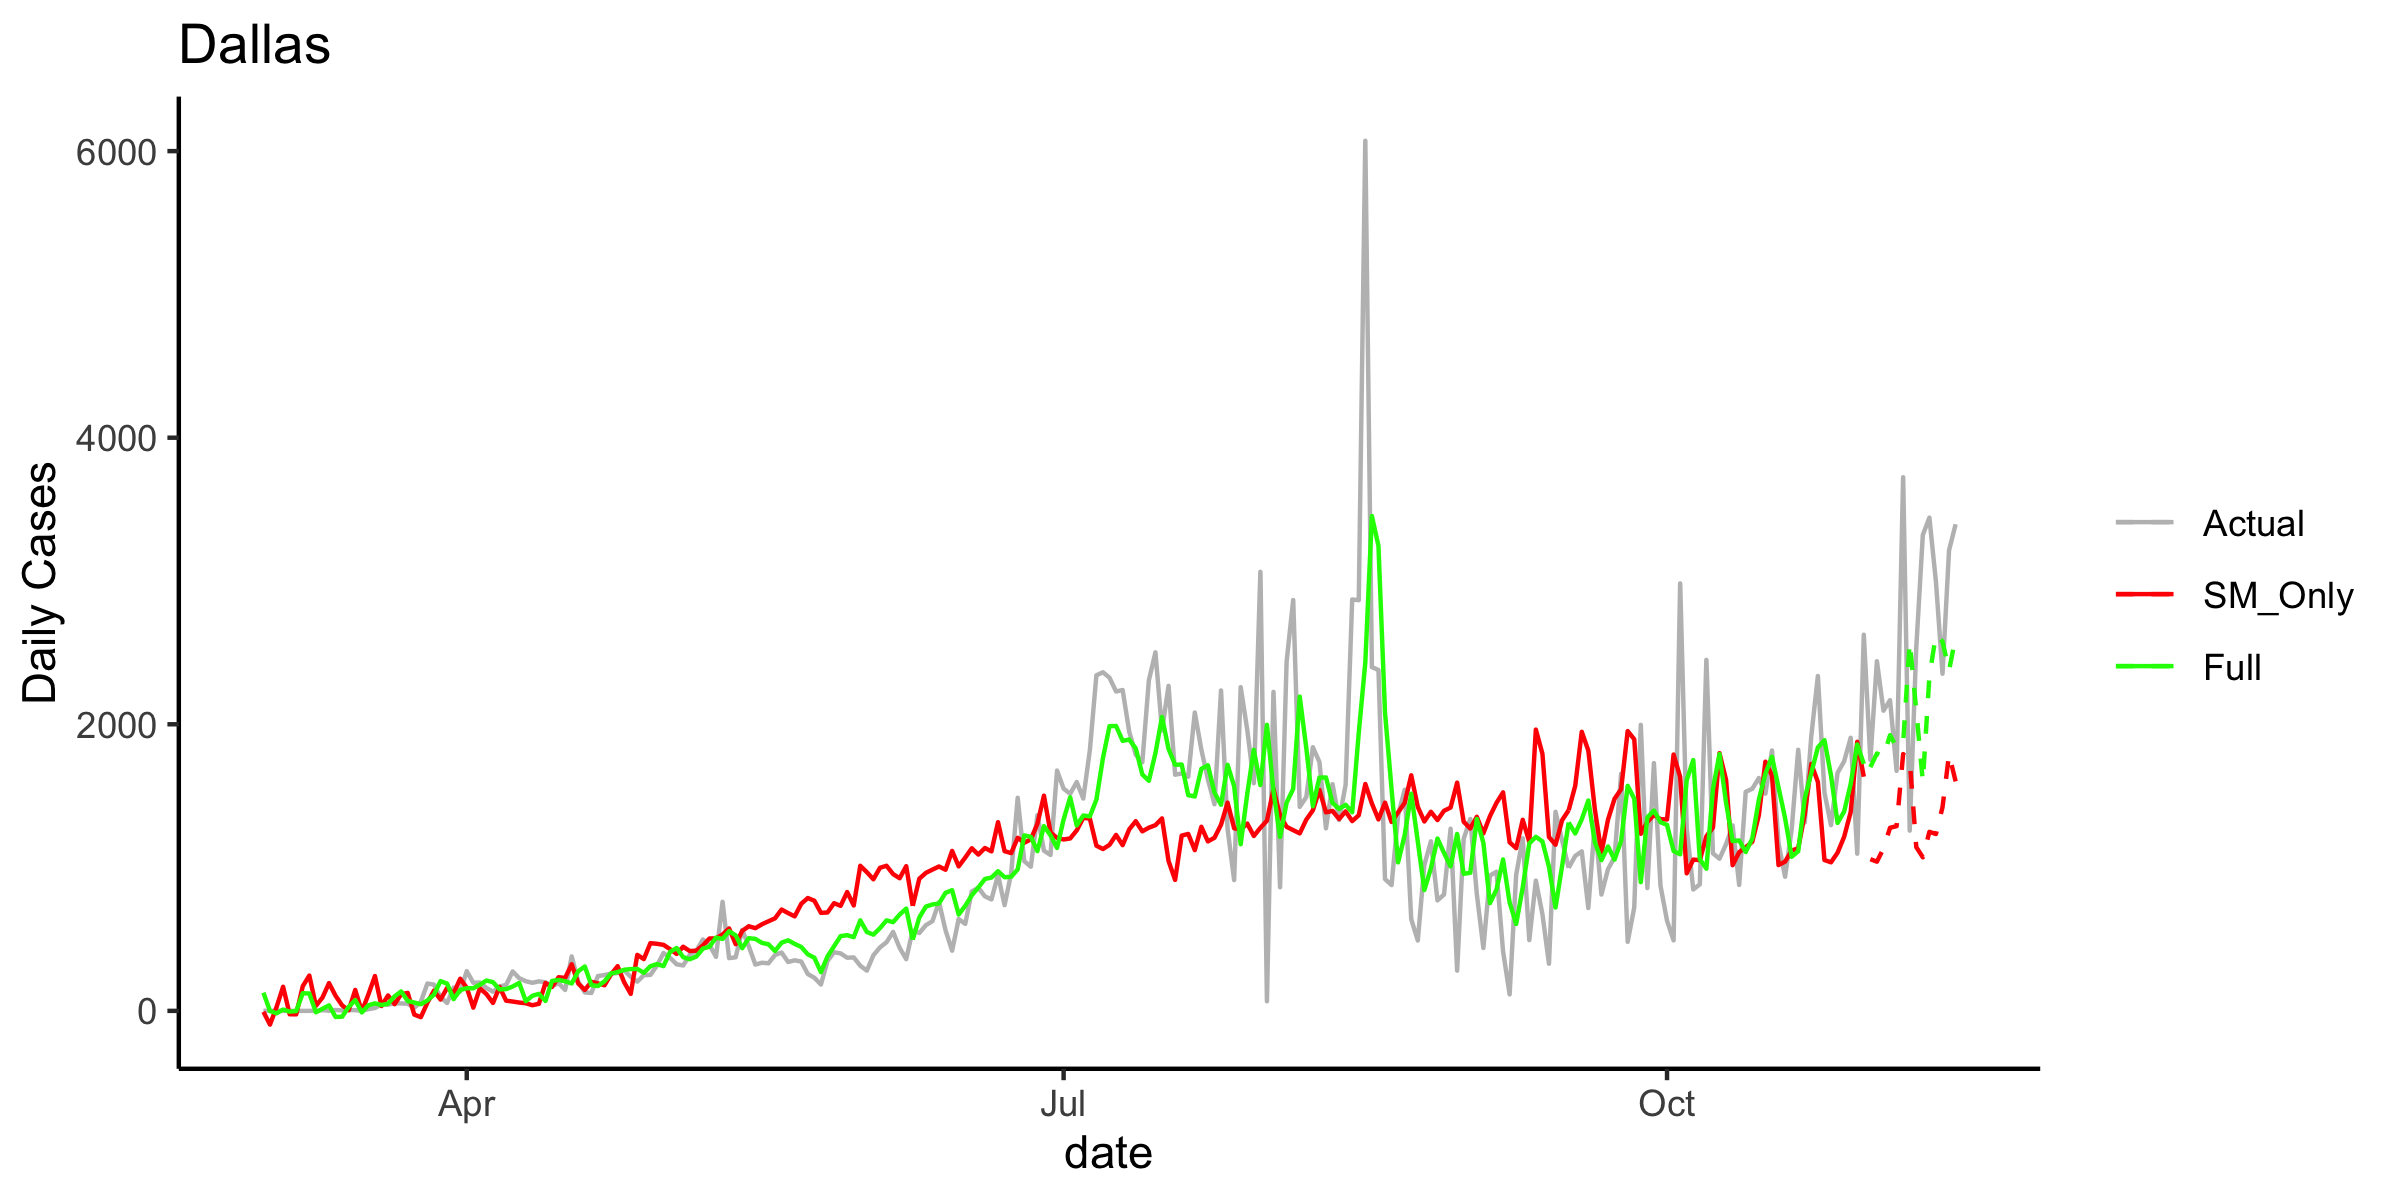 Dallas
Daily Cases
6000
4000
2000
0
Apr
Jul
Oct
date
Actual
SM_Only
Full